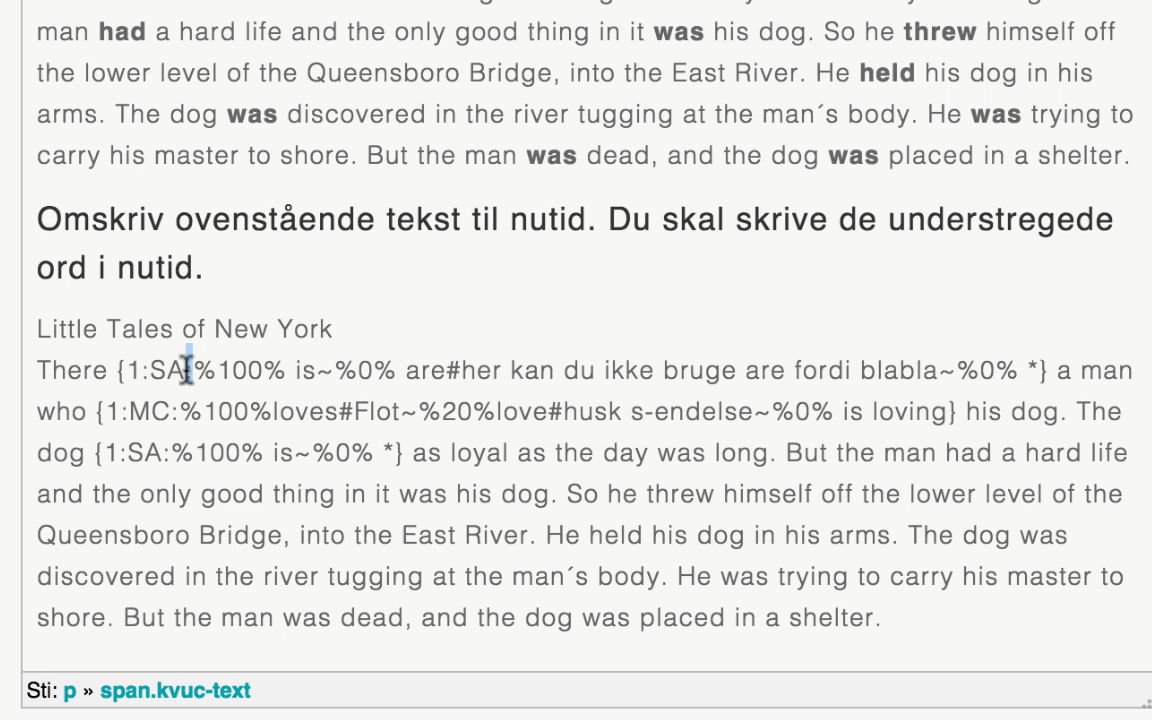 man had a hard life and the only good thing in it was his dog. So he threw himself off
the lower level of the Queensboro Bridge, into the East River. He held his dog in his
arms. The dog was discovered in the river tugging at the man´s body. He was trying to
carry his master to shore. But the man was dead, and the dog was placed in a shelter.
Omskriv ovenstående tekst til nutid. Du skal skrive de understregede
ord i nutid.
Little Tales of New York
There {1:SA:%100% is~%0% are#her kan du ikke bruge are fordi blabla~%0% *} a man
who {1:MC:%100%loves#Flot~%20%love#husk s-endelse~%0% is loving} his dog. The
dog {1:SA:%100% is~%0% *} as loyal as the day was long. But the man had a hard life
and the only good thing in it was his dog. So he threw himself off the lower level of the
Queensboro Bridge, into the East River. He held his dog in his arms. The dog was
discovered in the river tugging at the man´s body. He was trying to carry his master to
shore. But the man was dead, and the dog was placed in a shelter.
Sti: p » span.kvuc-text